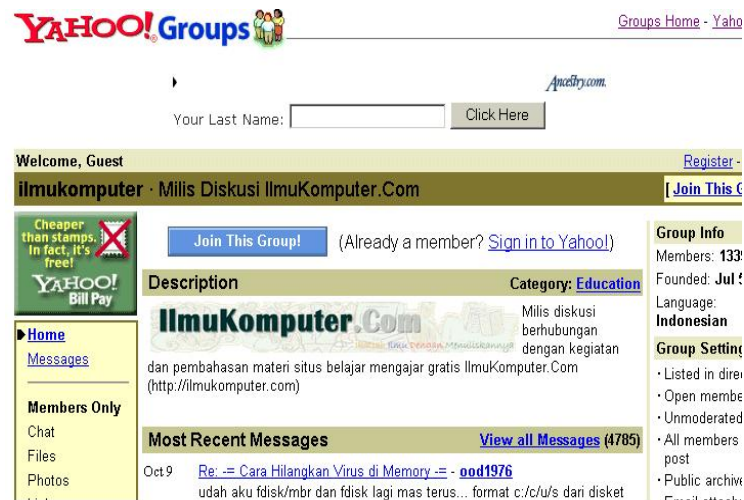 YAHOO! Groups
Groups Home - Yaho
Ancestry.com.
Your Last Name:
Click Here
Welcome, Guest
Register -
ilmukomputer · Milis Diskusi IlmuKomputer.Com
[ Join This G
Cheaper
than stamps.
In fact, it's
free!
YAHOO!
Bill Pay
Home
Messages
Members Only
Chat
Files
Photos
Join This Group!
(Already a member? Sign in to Yahoo!)
Description
Category: Education
IlmuKomputer.Com
Ikatlah Ilmu Dengan Menuliskannya
Milis diskusi
berhubungan
dengan kegiatan
dan pembahasan materi situs belajar mengajar gratis IlmuKomputer.Com
(http://ilmukomputer.com)
Most Recent Messages
View all Messages (4785)
Oct 9
Re: -= Cara Hilangkan Virus di Memory -= - ood1976
udah aku fdisk/mbr dan fdisk lagi mas terus... format c:/c/u/s dari disket
Group Info
Members: 133
Founded: Jul
Language:
Indonesian
Group Setting
· Listed in direc
· Open membe
· Unmoderated
· All members
post
· Public archive